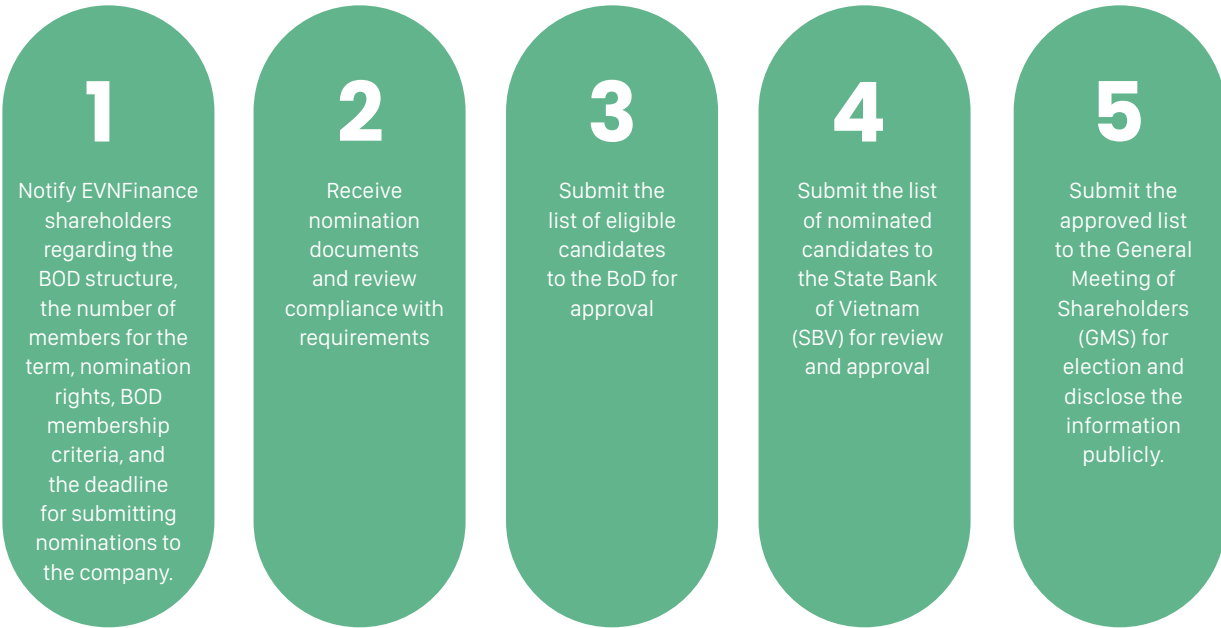 1
Notify EVNFinance
shareholders
regarding the
BOD structure,
the number of
members for the
term, nomination
rights, BOD
membership
criteria, and
the deadline
for submitting
nominations to
the company.
2
Receive
nomination
documents
and review
compliance with
requirements
3
Submit the
list of eligible
candidates
to the BoD for
approval
4
Submit the list
of nominated
candidates to
the State Bank
of Vietnam
(SBV) for review
and approval
5
Submit the
approved list
to the General
Meeting of
Shareholders
(GMS) for
election and
disclose the
information
publicly.